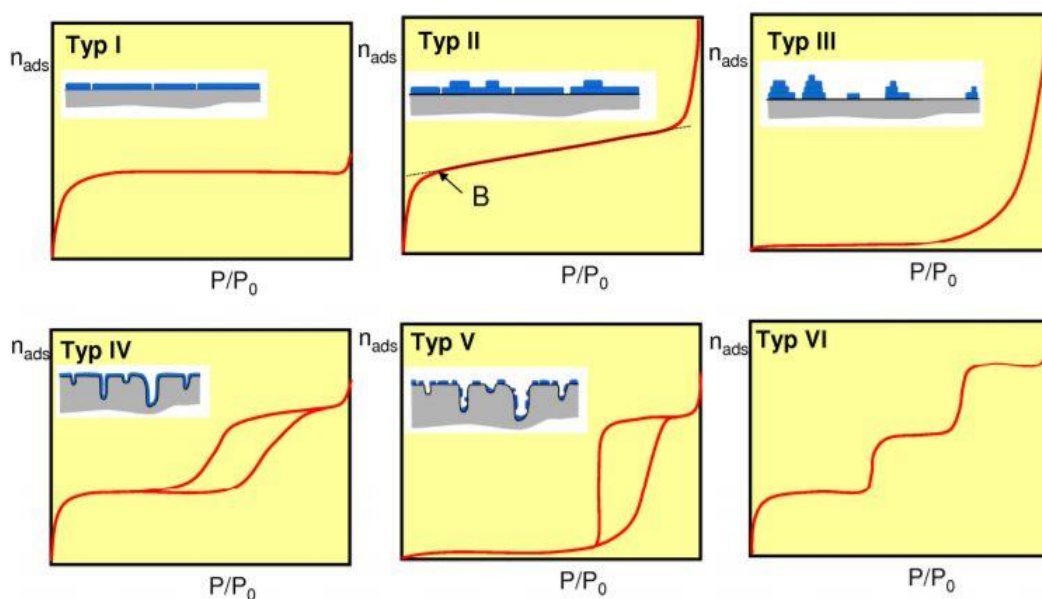 Typ I
n_ads
P/P_0
Typ II
n_ads
B
P/P_0
Typ III
n_ads
P/P_0
Typ IV
n_ads
P/P_0
Typ V
n_ads
P/P_0
Typ VI
n_ads
P/P_0